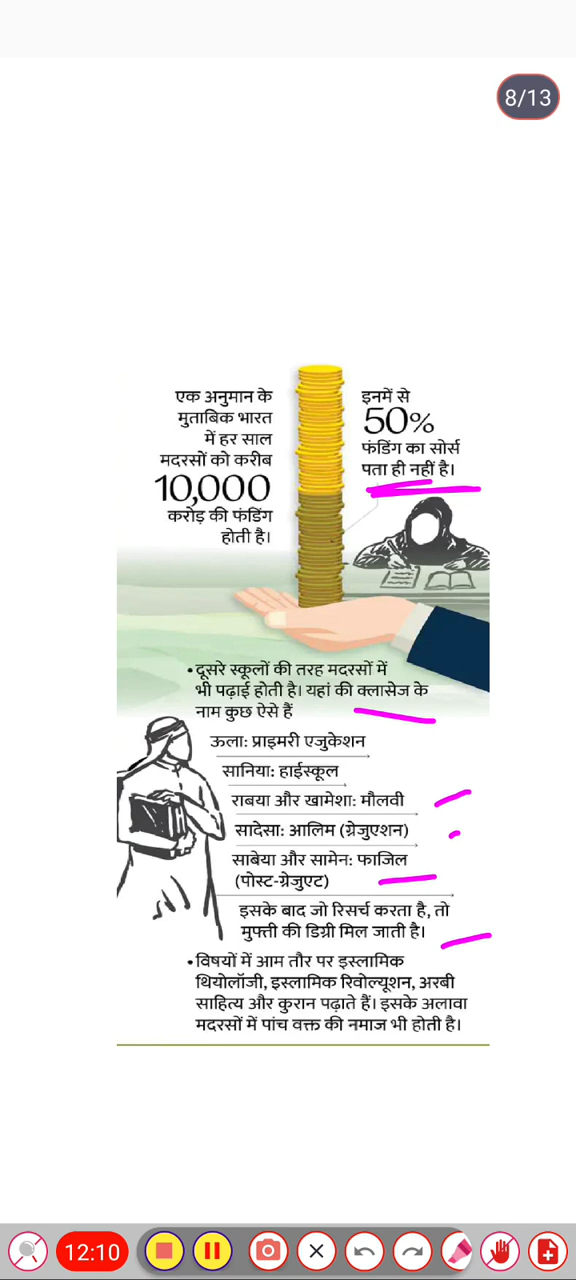 8/13
एक अनुमान के
मुताबिक भारत
में हर साल
मदरसों को करीब
10,000
करोड़ की फंडिंग
होती है।
इनमें से
50%
फंडिंग का सोर्स
पता ही नहीं है।
•दूसरे स्कूलों की तरह मदरसों में
भी पढ़ाई होती है। यहां की क्लासेज के
नाम कुछ ऐसे हैं
ऊला: प्राइमरी एजुकेशन
सानिया: हाईस्कूल
राबया और खामेशा: मौलवी
सादेसा: आलिम (ग्रेजुएशन)
साबेया और सामेन: फाजिल
(पोस्ट-ग्रेजुएट)
इसके बाद जो रिसर्च करता है, तो
मुफ्ती की डिग्री मिल जाती है।
•विषयों में आम तौर पर इस्लामिक
थियोलॉजी, इस्लामिक रिवोल्यूशन, अरबी
साहित्य और कुरान पढ़ाते हैं। इसके अलावा
मदरसों में पांच वक्त की नमाज भी होती है।
12:10